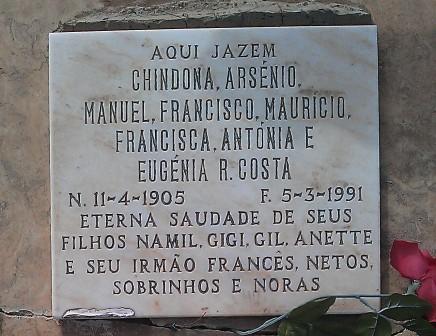 AQUI JAZEM
CHINDONA, ARSÉNIO,
MANUEL, FRANCISCO, MAURICIO,
FRANCISCA, ANTÓNIA E
EUGÉNIA R. COSTA
N. 11-4-1905 F. 5-3-1991
ETERNA SAUDADE DE SEUS
FILHOS NAMIL, GIGI, GIL, ANETTE
E SEU IRMÃO FRANCÊS, NETOS,
SOBRINHOS E NORAS